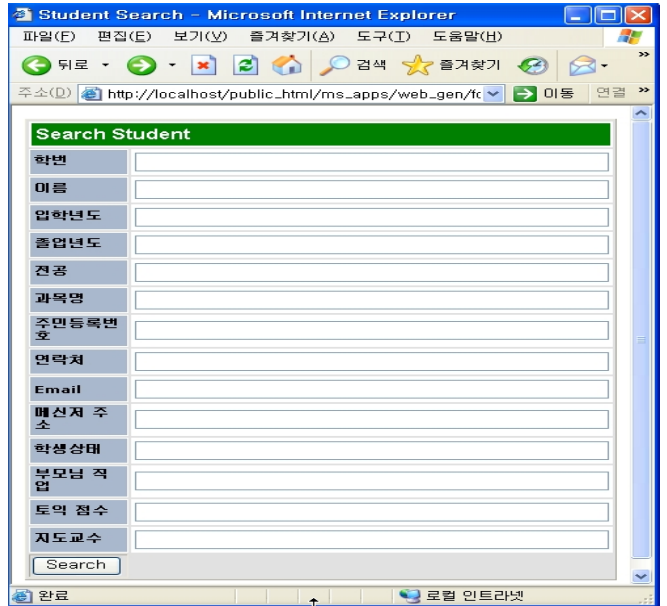 Student Search - Microsoft Internet Explorer
파일(F) 편집(E) 보기(V) 즐겨찾기(A) 도구(T) 도움말(H)
뒤로 검색 즐겨찾기 »
주소(D) http://localhost/public_html/ms_apps/web_gen/fc 이동 연결 »
Search Student
학번
이름
입학년도
졸업년도
전공
과목명
주민등록번
호
연락처
Email
메신저 주
소
학생상태
부모님 직
업
토익 점수
지도교수
Search
완료 로컬 인트라넷